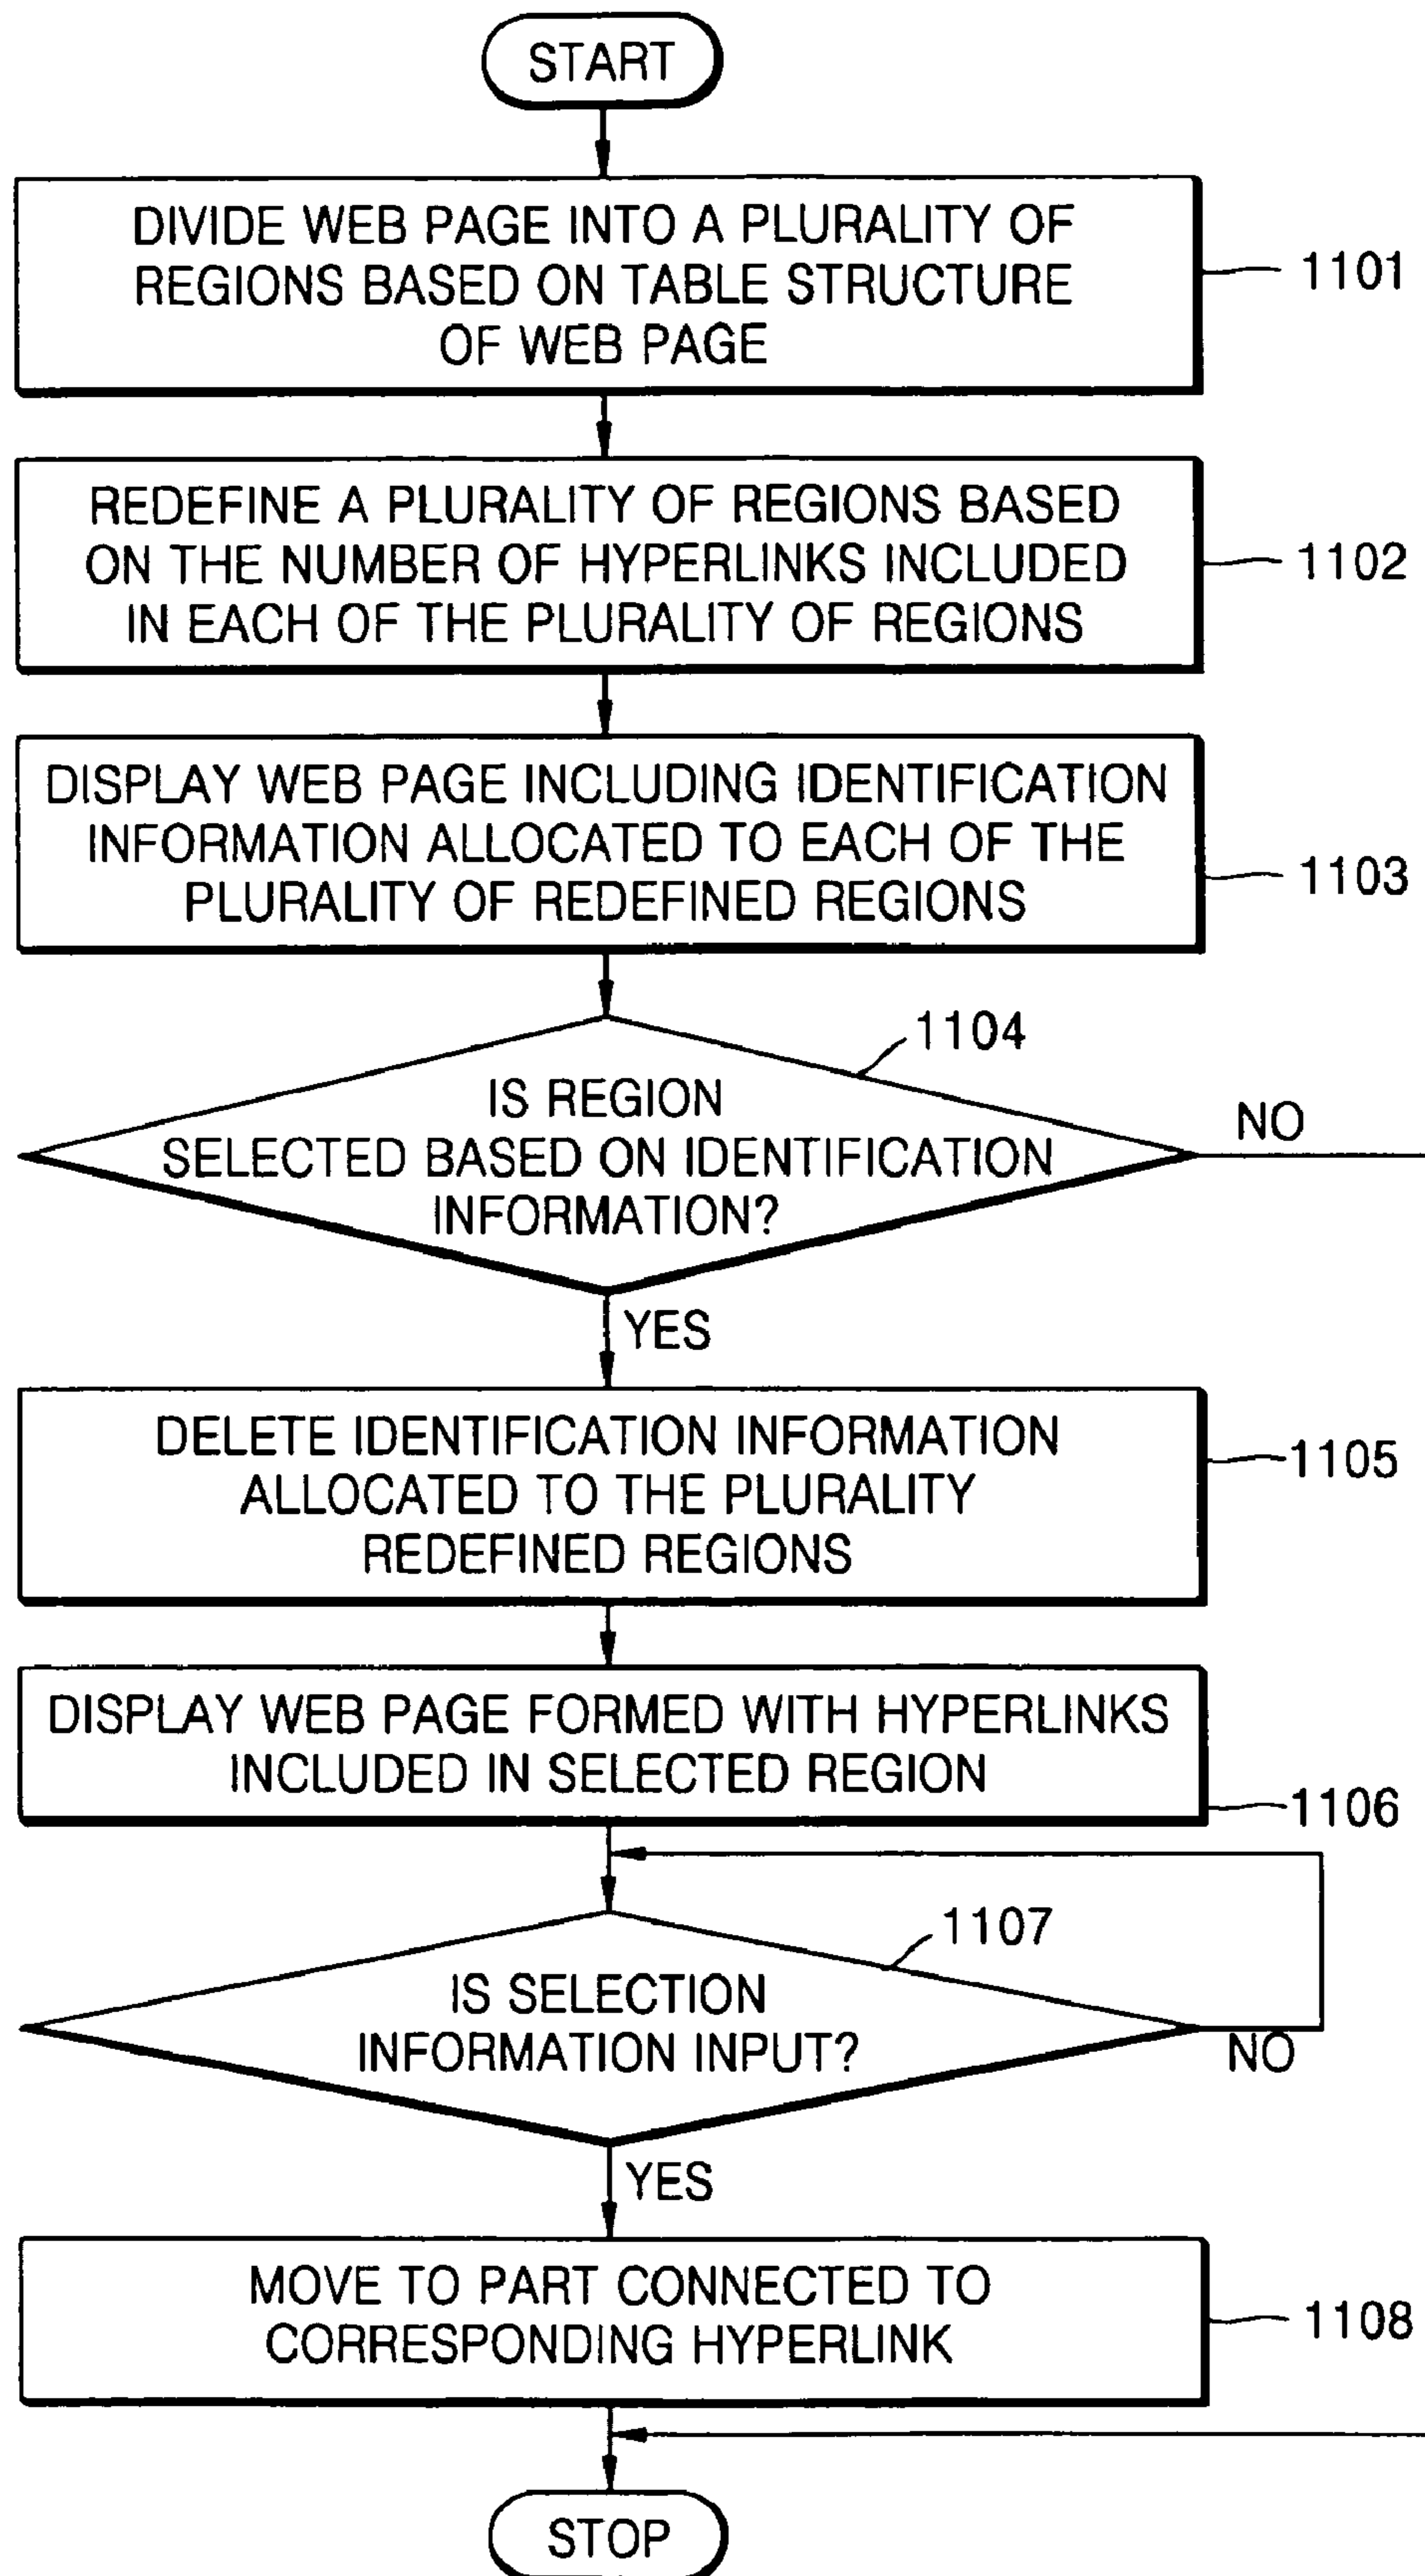 START
DIVIDE WEB PAGE INTO A PLURALITY OF
REGIONS BASED ON TABLE STRUCTURE
OF WEB PAGE
1101
REDEFINE A PLURALITY OF REGIONS BASED
ON THE NUMBER OF HYPERLINKS INCLUDED
IN EACH OF THE PLURALITY OF REGIONS
1102
DISPLAY WEB PAGE INCLUDING IDENTIFICATION
INFORMATION ALLOCATED TO EACH OF THE
PLURALITY OF REDEFINED REGIONS
1103
1104
IS REGION
SELECTED BASED ON IDENTIFICATION
INFORMATION?
NO
YES
DELETE IDENTIFICATION INFORMATION
ALLOCATED TO THE PLURALITY
REDEFINED REGIONS
1105
DISPLAY WEB PAGE FORMED WITH HYPERLINKS
INCLUDED IN SELECTED REGION
1106
1107
IS SELECTION
INFORMATION INPUT?
NO
YES
MOVE TO PART CONNECTED TO
CORRESPONDING HYPERLINK
1108
STOP